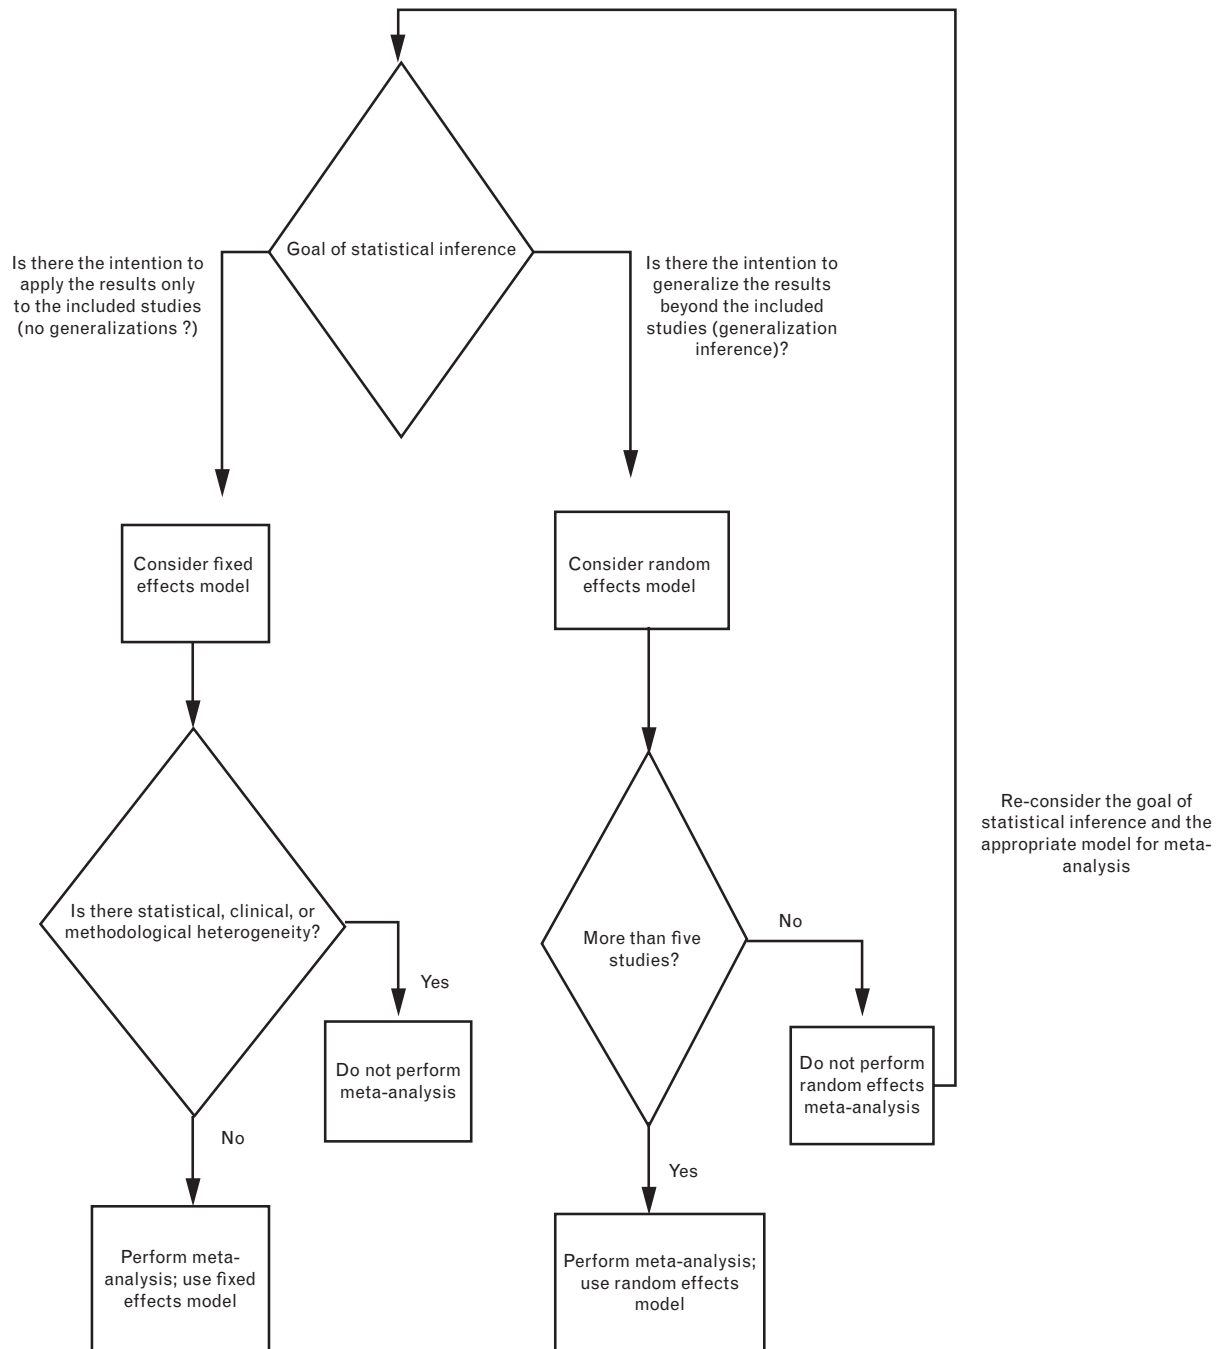 Goal of statistical inference
Is there the intention to
apply the results only
to the included studies
(no generalizations ?)
Is there the intention to
generalize the results
beyond the included
studies (generalization
inference)?
Consider fixed
effects model
Consider random
effects model
Re-consider the goal of
statistical inference and the
appropriate model for meta-
analysis
Is there statistical, clinical, or
methodological heterogeneity?
More than five
studies?
No
Yes
Do not perform
meta-analysis
Do not perform
random effects
meta-analysis
No
Yes
Perform meta-
analysis; use fixed
effects model
Perform meta-analysis;
use random effects
model